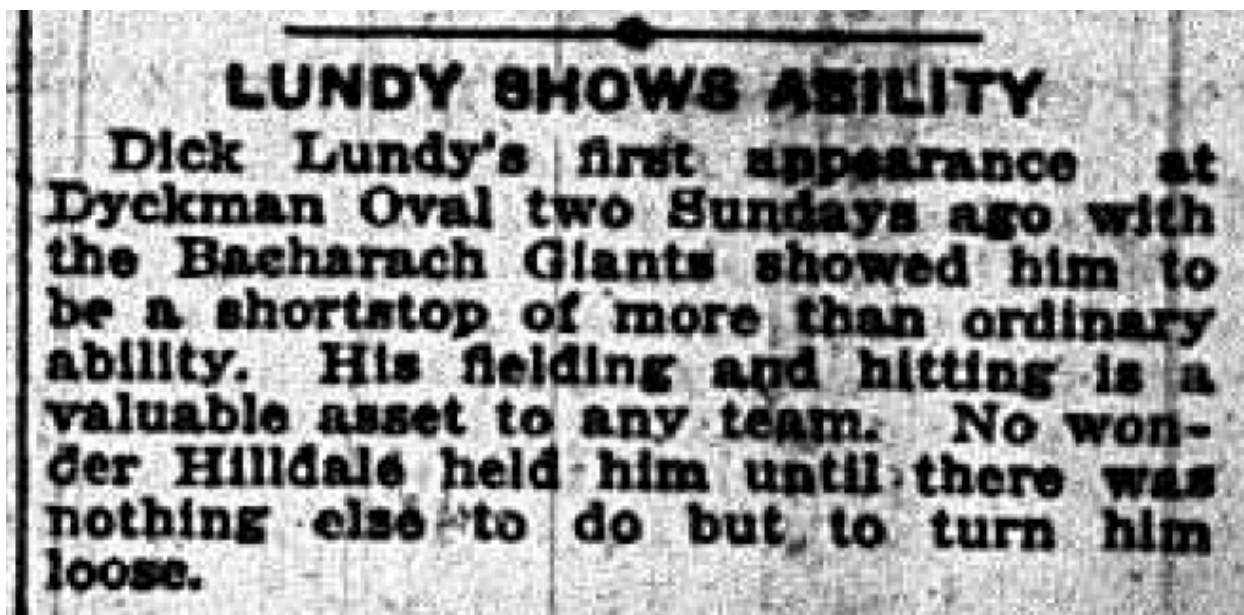 LUNDY SHOWS ABILITY
Dick Lundy's first appearance at
Dyckman Oval two Sundays ago with
the Bacharach Giants showed him to
be a shortstop of more than ordinary
ability. His fielding and hitting is a
valuable asset to any team. No won-
der Hilldale held him until there was
nothing else to do but to turn him
loose.